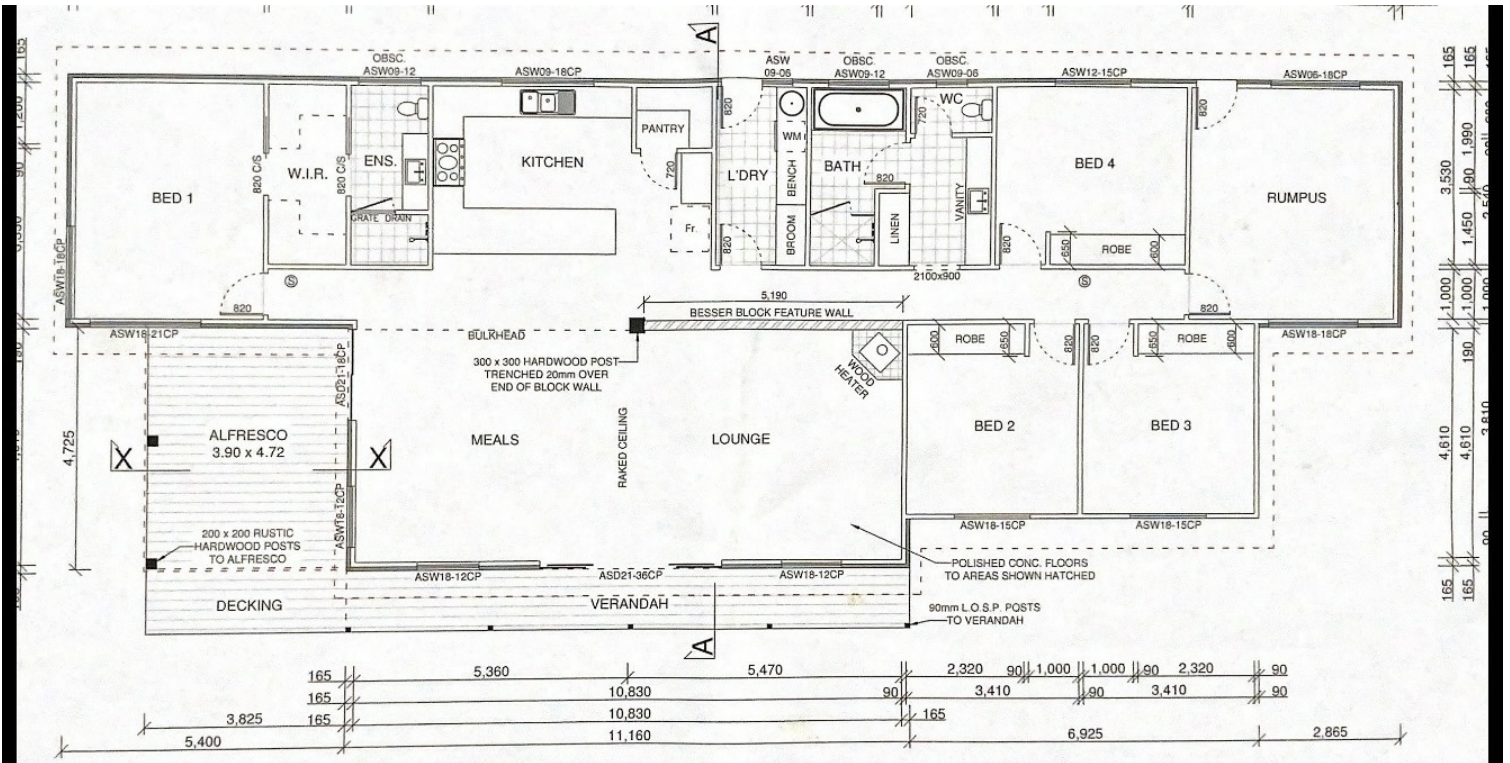 A
OBSC.
ASW09-12
ASW09-18CP
ASW
09-06
OBSC.
ASW09-12
OBSC.
ASW09-06
ASW12-15CP
ASW06-18CP
165
165
165
820
WC
720
820
PANTRY
WM
1,200
1,990
90
90
820 C/S
W.I.R.
820 C/S
ENS.
KITCHEN
720
L'DRY
BENCH
BATH
820
VANITY
BED 4
3,530
BED 1
RUMPUS
GRATE DRAIN
Fr.
820
BROOM
LINEN
820
650
ROBE
600
1,450
ASW18-18CP
S
2100x900
S
820
5,190
820
1,000
1,000
BESSER BLOCK FEATURE WALL
ASW18-21CP
BULKHEAD
600
ROBE
650
820
820
650
ROBE
600
ASW18-18CP
190
300 x 300 HARDWOOD POST
TRENCHED 20mm OVER
END OF BLOCK WALL
WOOD
HEATER
ASD21-18CP
ALFRESCO
3.90 x 4.72
MEALS
RAKED CEILING
LOUNGE
BED 2
BED 3
4,725
X
X
4,610
4,610
3,810
ASW18-12CP
200 x 200 RUSTIC
HARDWOOD POSTS
TO ALFRESCO
ASW18-15CP
ASW18-15CP
90
ASW18-12CP
ASD21-36CP
ASW18-12CP
POLISHED CONC. FLOORS
TO AREAS SHOWN HATCHED
165
165
DECKING
VERANDAH
90mm L.O.S.P. POSTS
TO VERANDAH
A
165
5,360
5,470
2,320
90
1,000
1,000
90
2,320
90
165
10,830
90
3,410
90
3,410
90
3,825
165
10,830
165
5,400
11,160
6,925
2,865